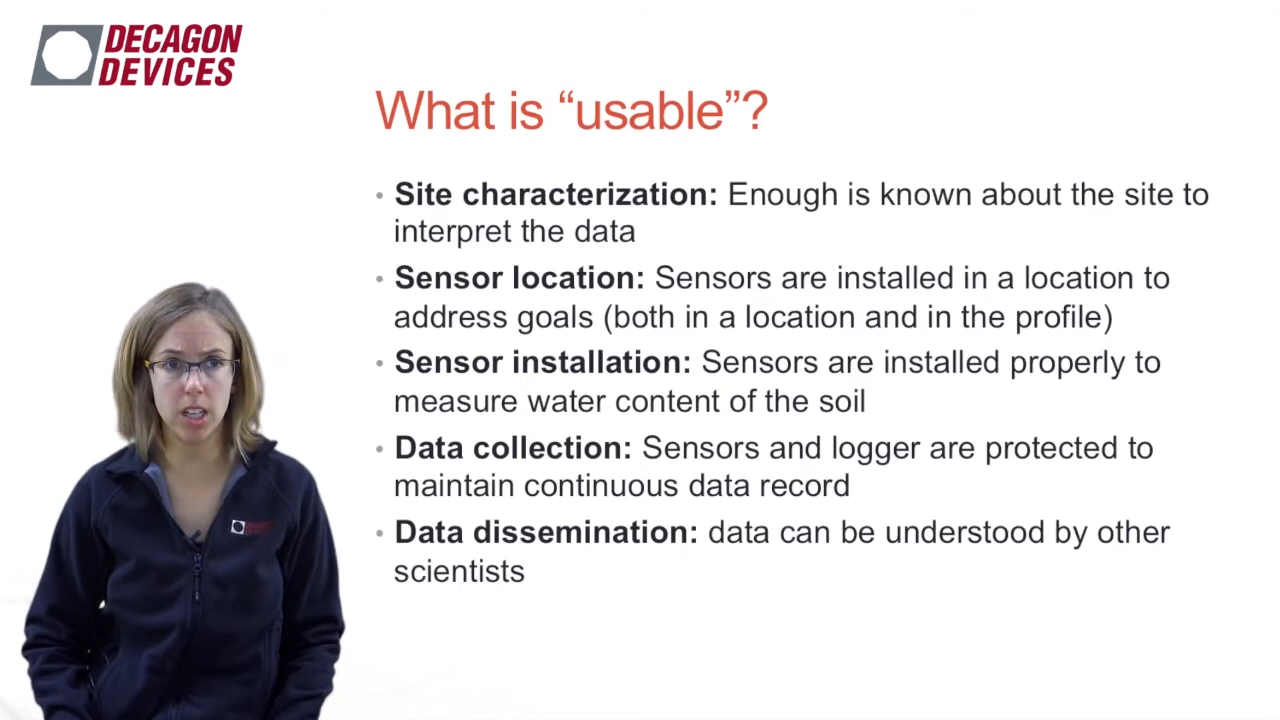 DECAGON
DEVICES
What is “usable”?
• Site characterization: Enough is known about the site to
interpret the data
• Sensor location: Sensors are installed in a location to
address goals (both in a location and in the profile)
• Sensor installation: Sensors are installed properly to
measure water content of the soil
• Data collection: Sensors and logger are protected to
maintain continuous data record
• Data dissemination: data can be understood by other
scientists